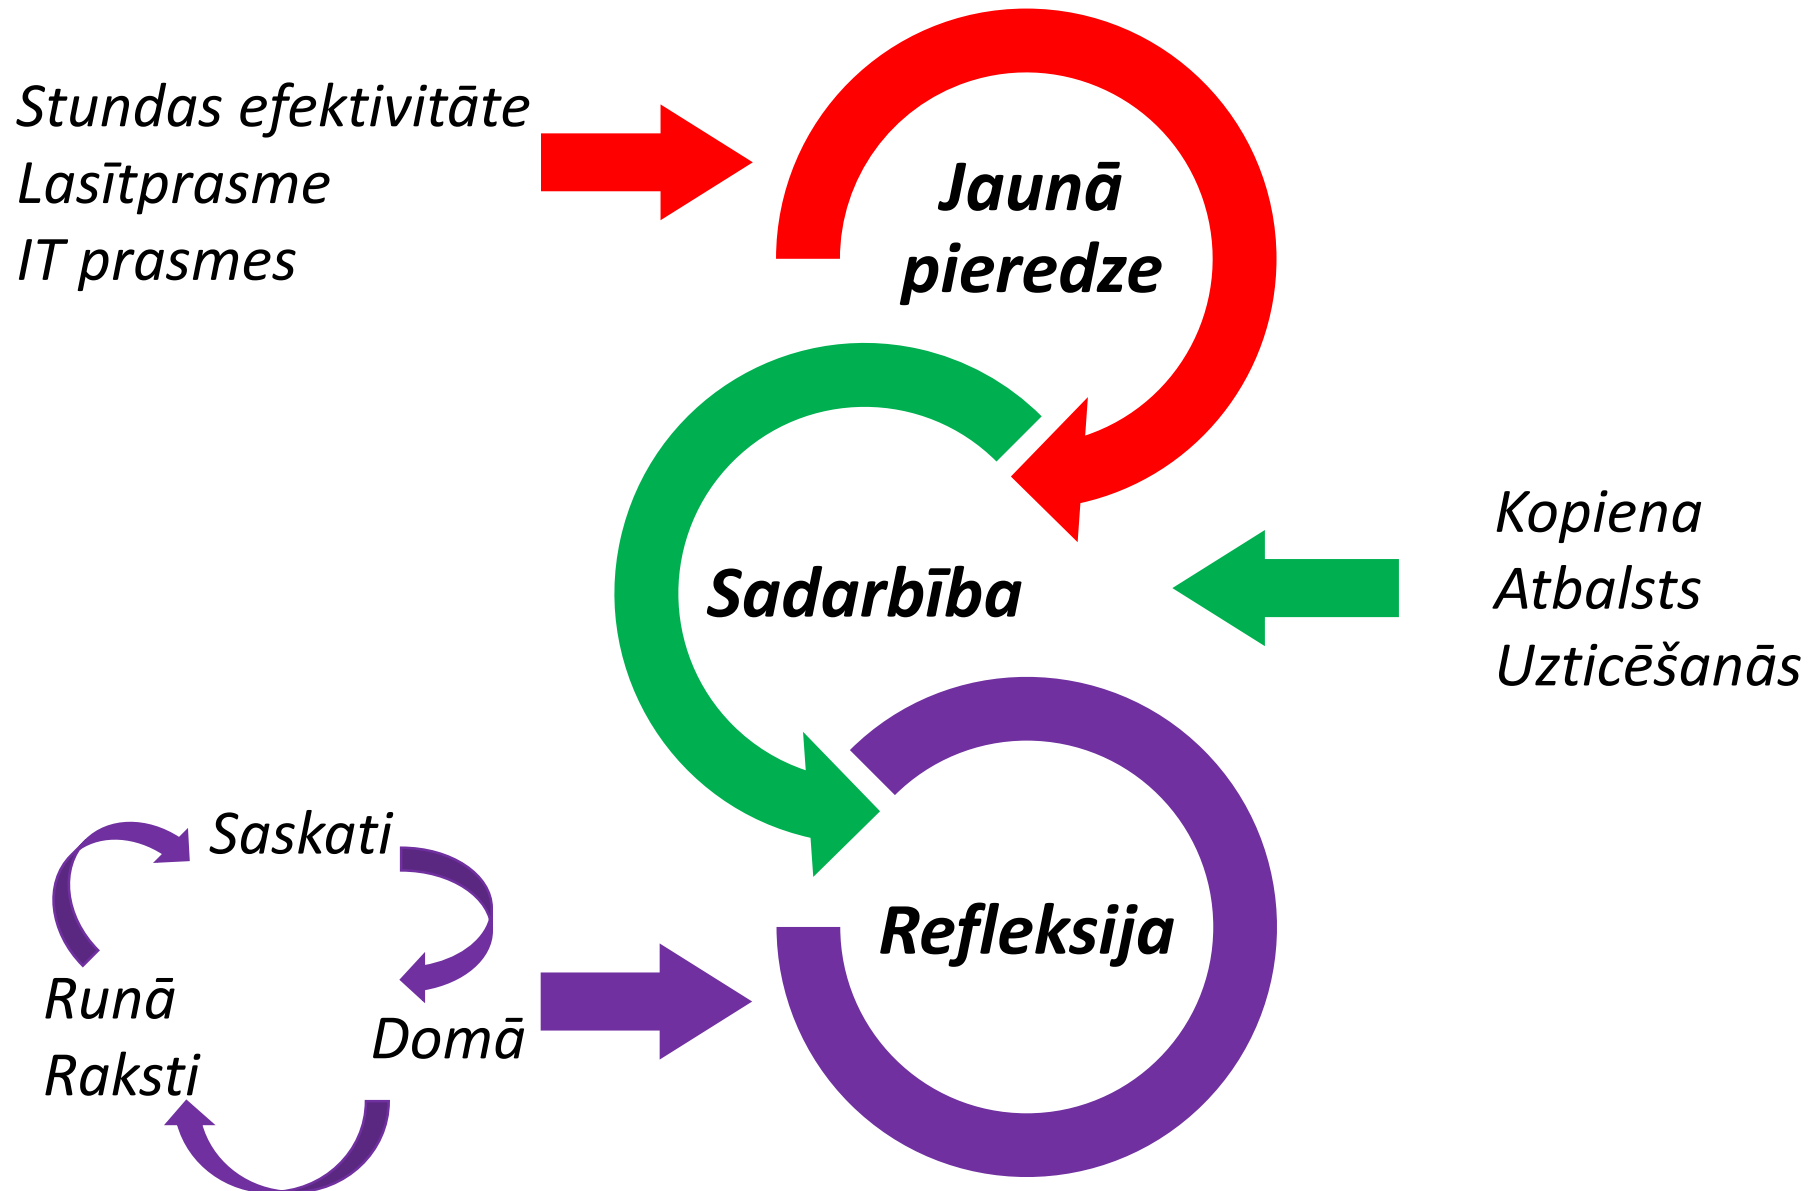 Stundas efektivitāte
Lasītprasme
IT prasmes
Jaunā
pieredze
Sadarbība
Kopiena
Atbalsts
Uzticēšanās
Saskati
Domā
Runā
Raksti
Refleksija